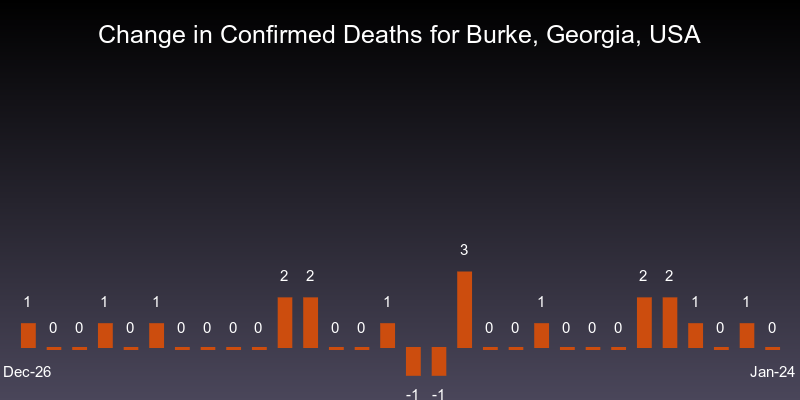 Change in Confirmed Deaths for Burke, Georgia, USA
3
2 2 2 2
1 1 1 1 1 1 1
0 0 0 0 0 0 0 0 0 0 0 0 0 0 0 0
Dec-26 Jan-24
-1 -1